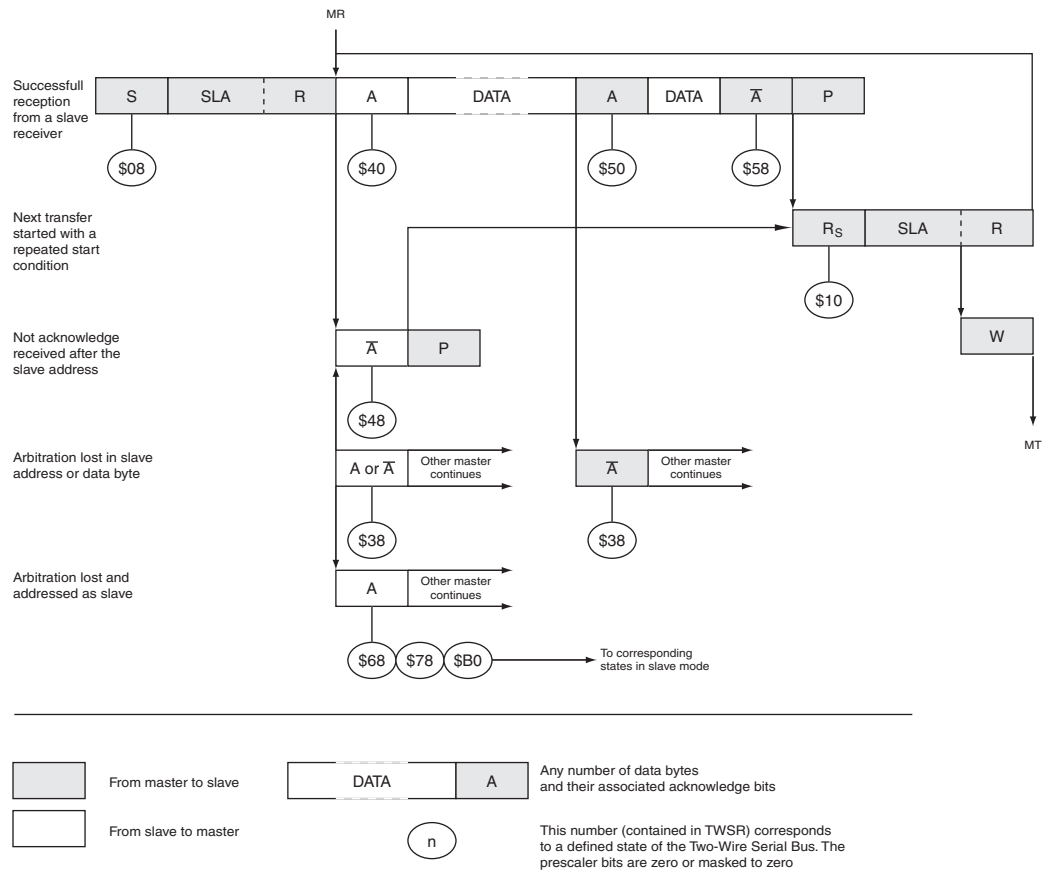 MR
Successfull
reception
from a slave
receiver
S SLA R A DATA A DATA A̅ P
$08 $40 $50 $58
Next transfer
started with a
repeated start
condition
RS SLA R
$10
W
MT
Not acknowledge
received after the
slave address
A̅ P
$48
Arbitration lost in slave
address or data byte
A or A̅ Other master
continues
A̅ Other master
continues
$38 $38
Arbitration lost and
addressed as slave
A Other master
continues
$68 $78 $B0 To corresponding
states in slave mode
From master to slave
DATA A Any number of data bytes
and their associated acknowledge bits
From slave to master
n This number (contained in TWSR) corresponds
to a defined state of the Two-Wire Serial Bus. The
prescaler bits are zero or masked to zero